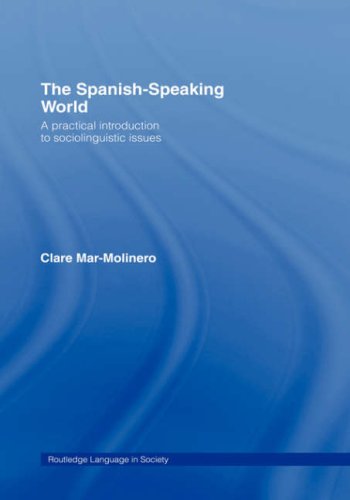 The Spanish-Speaking
World
A practical introduction
to sociolinguistic issues
Clare Mar-Molinero
Routledge Language in Society